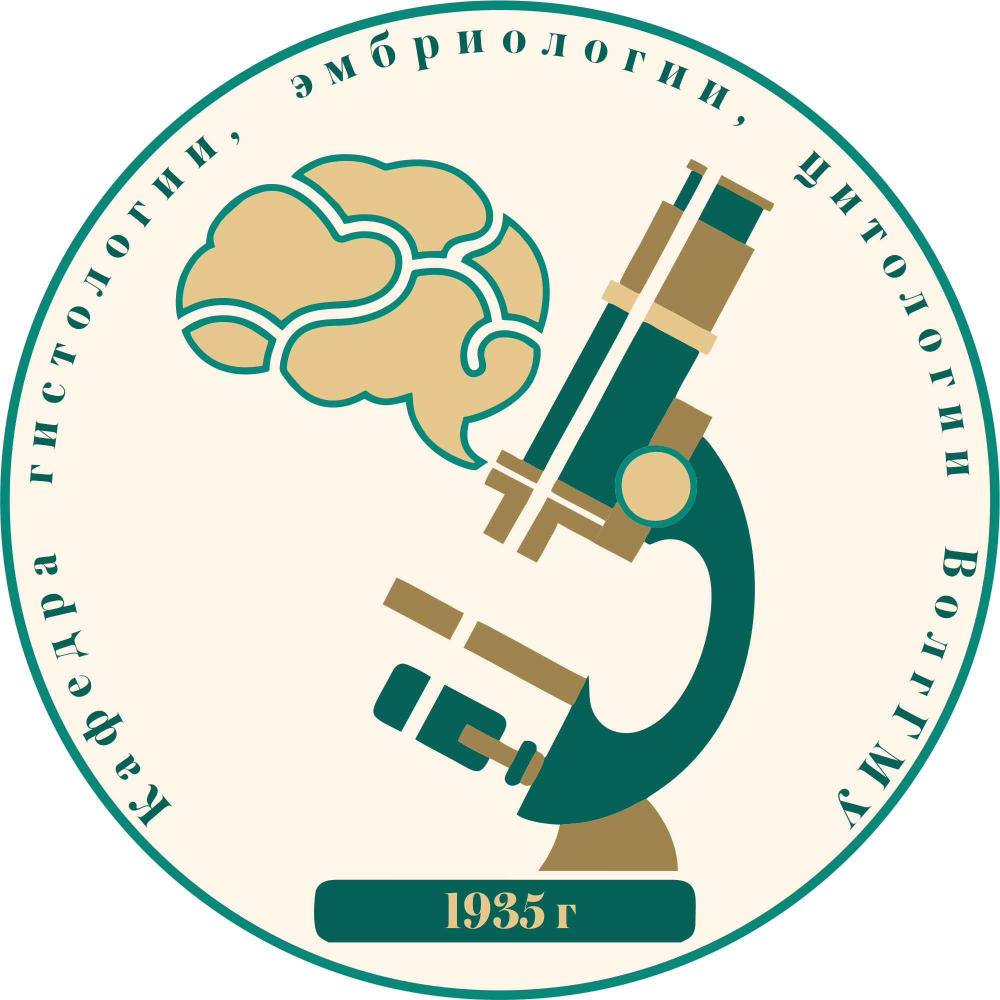 Кафедра гистологии, эмбриологии, цитологии ВолгГМУ
1935 г